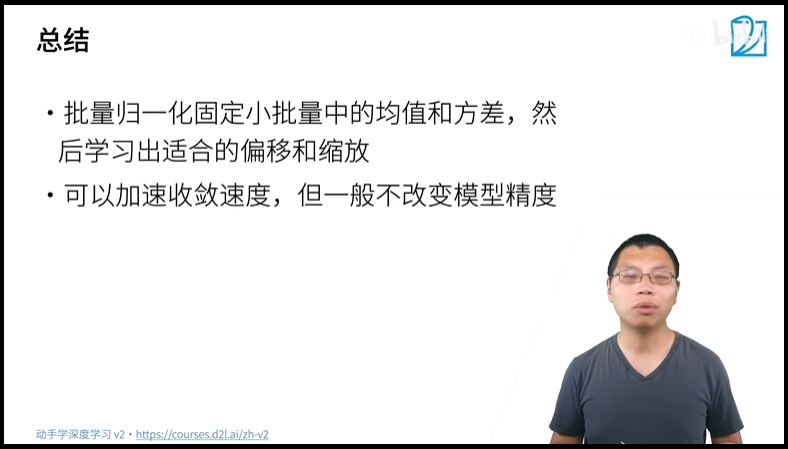 总结
• 批量归一化固定小批量中的均值和方差，然
后学习出适合的偏移和缩放
• 可以加速收敛速度，但一般不改变模型精度
动手学深度学习 v2 • https://courses.d2l.ai/zh-v2